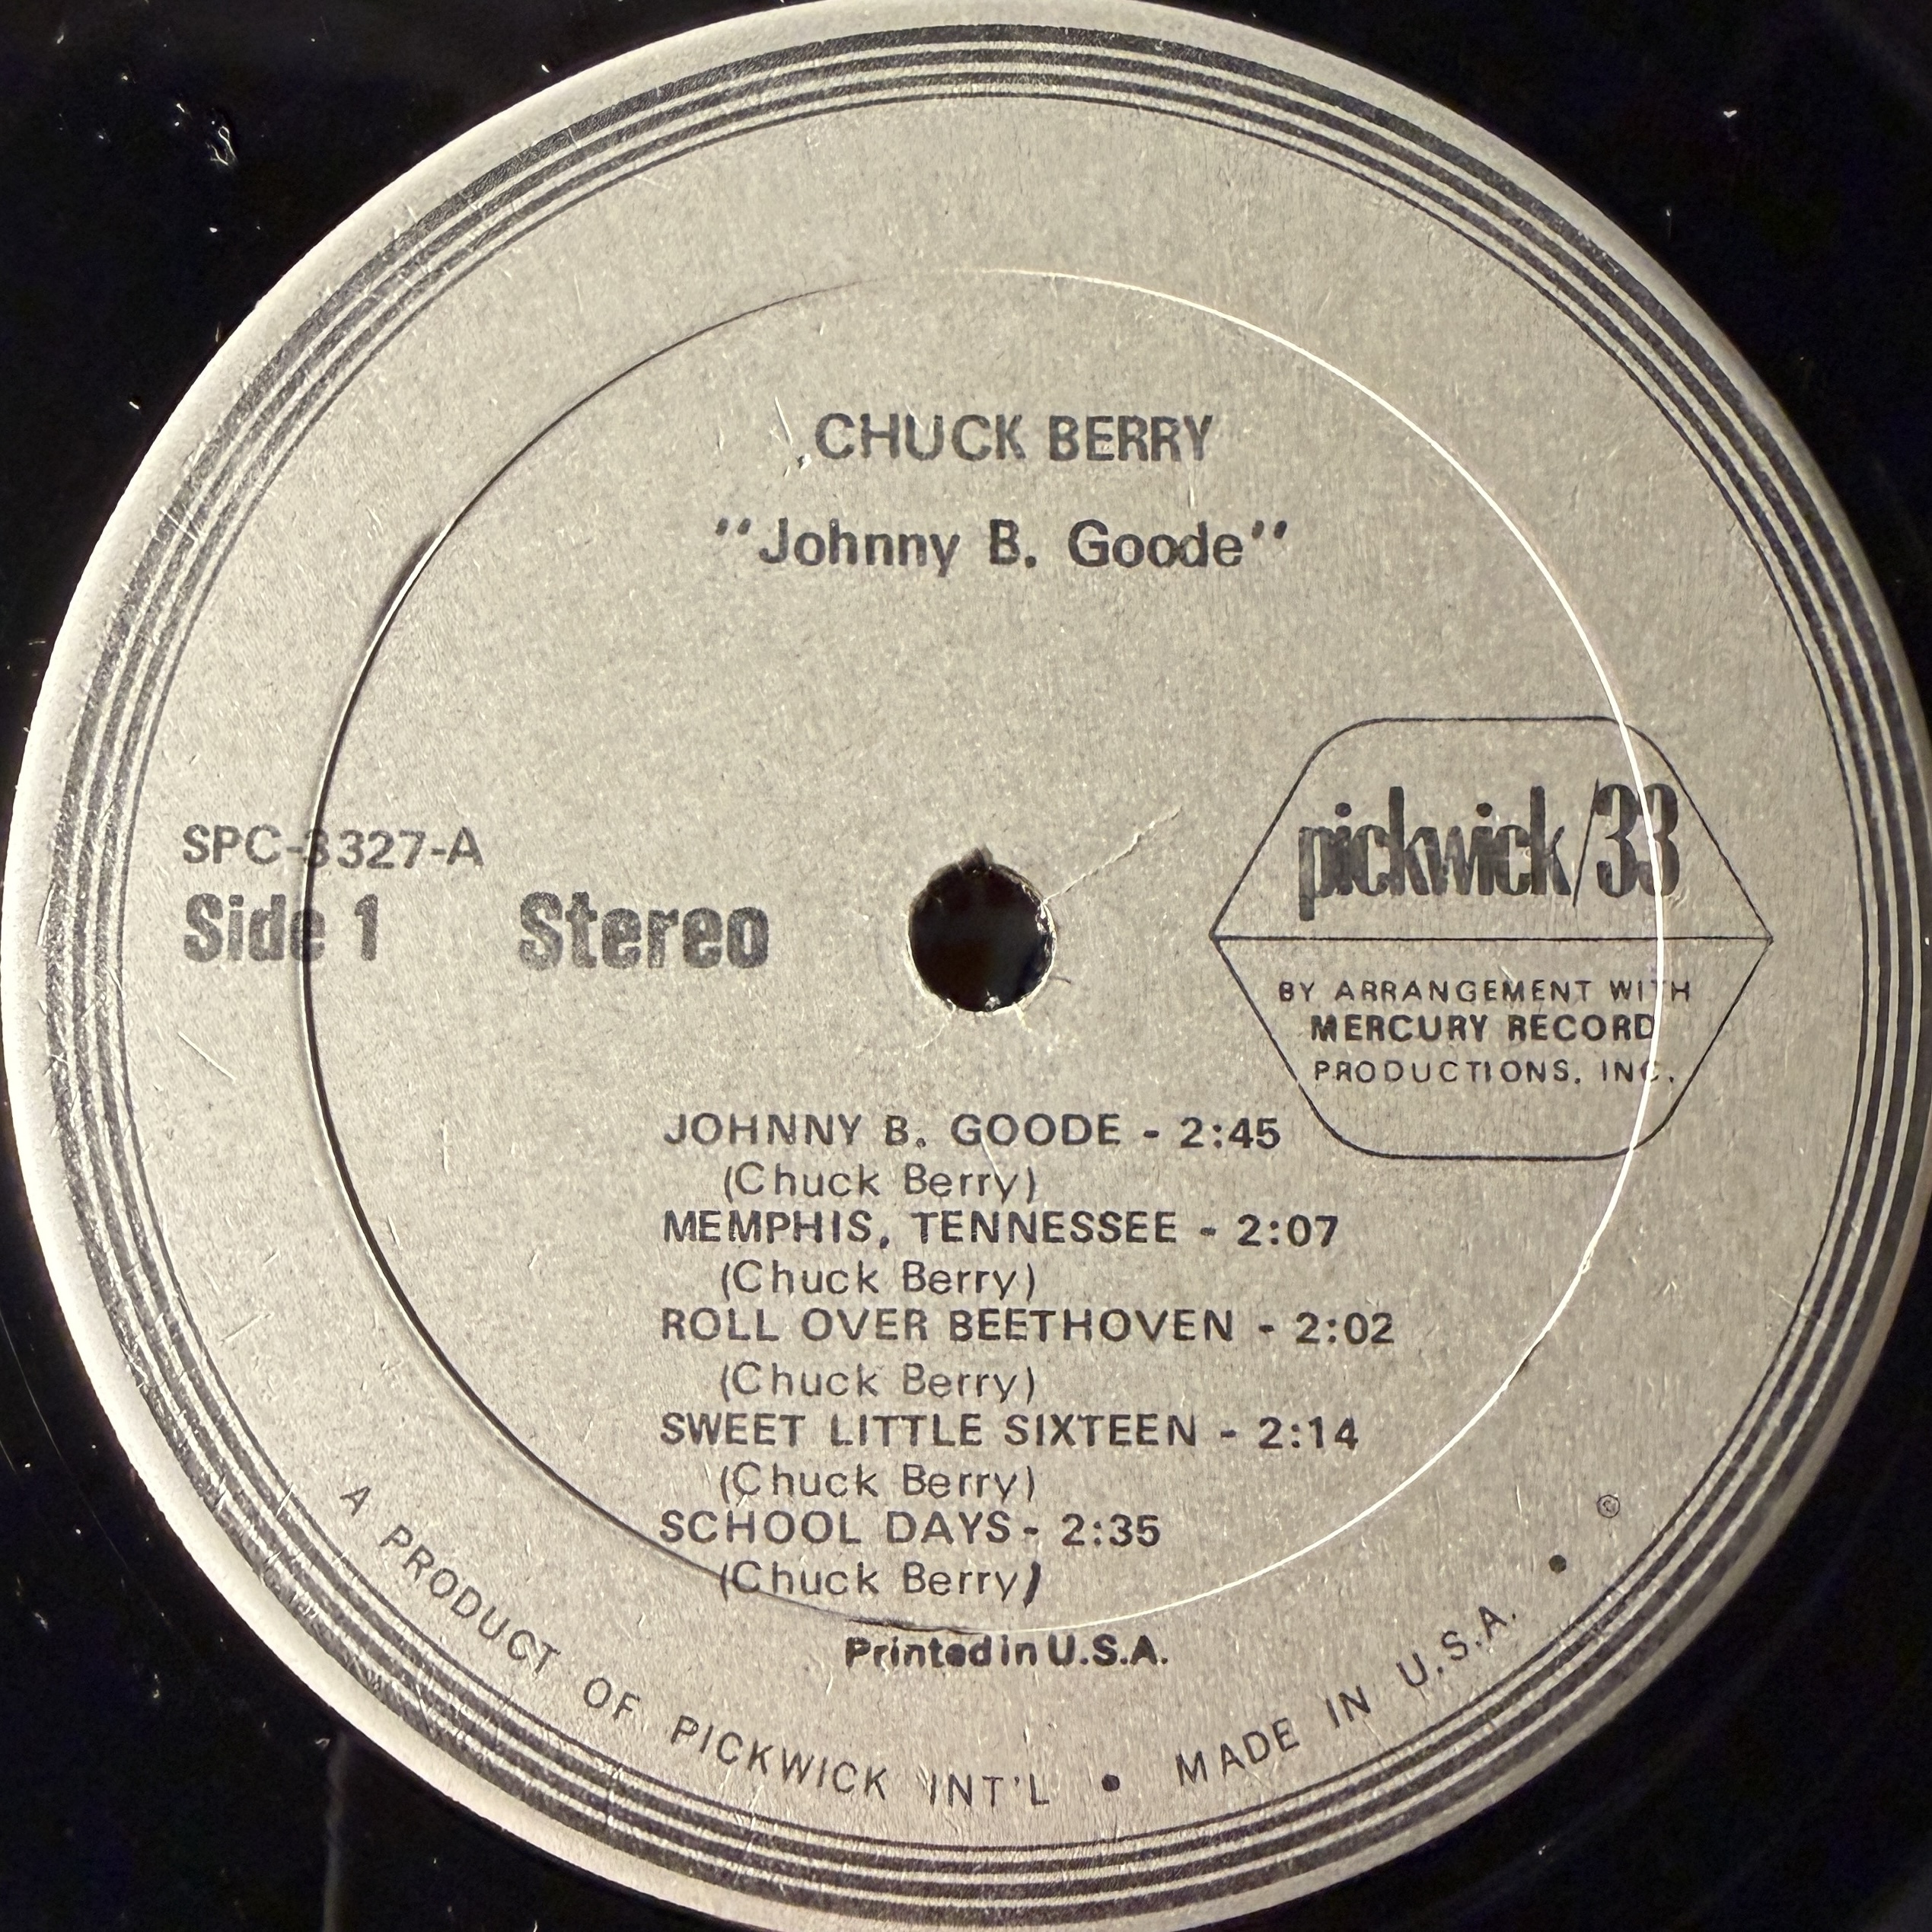 CHUCK BERRY
"Johnny B. Goode"
SPC-3327-A
Side 1 Stereo
pickwick/33
BY ARRANGEMENT WITH
MERCURY RECORD
PRODUCTIONS, INC.
JOHNNY B. GOODE - 2:45
(Chuck Berry)
MEMPHIS, TENNESSEE - 2:07
(Chuck Berry)
ROLL OVER BEETHOVEN - 2:02
(Chuck Berry)
SWEET LITTLE SIXTEEN - 2:14
(Chuck Berry)
SCHOOL DAYS - 2:35
(Chuck Berry)
Printed in U.S.A.
A PRODUCT OF PICKWICK INT'L • MADE IN U.S.A. •
©